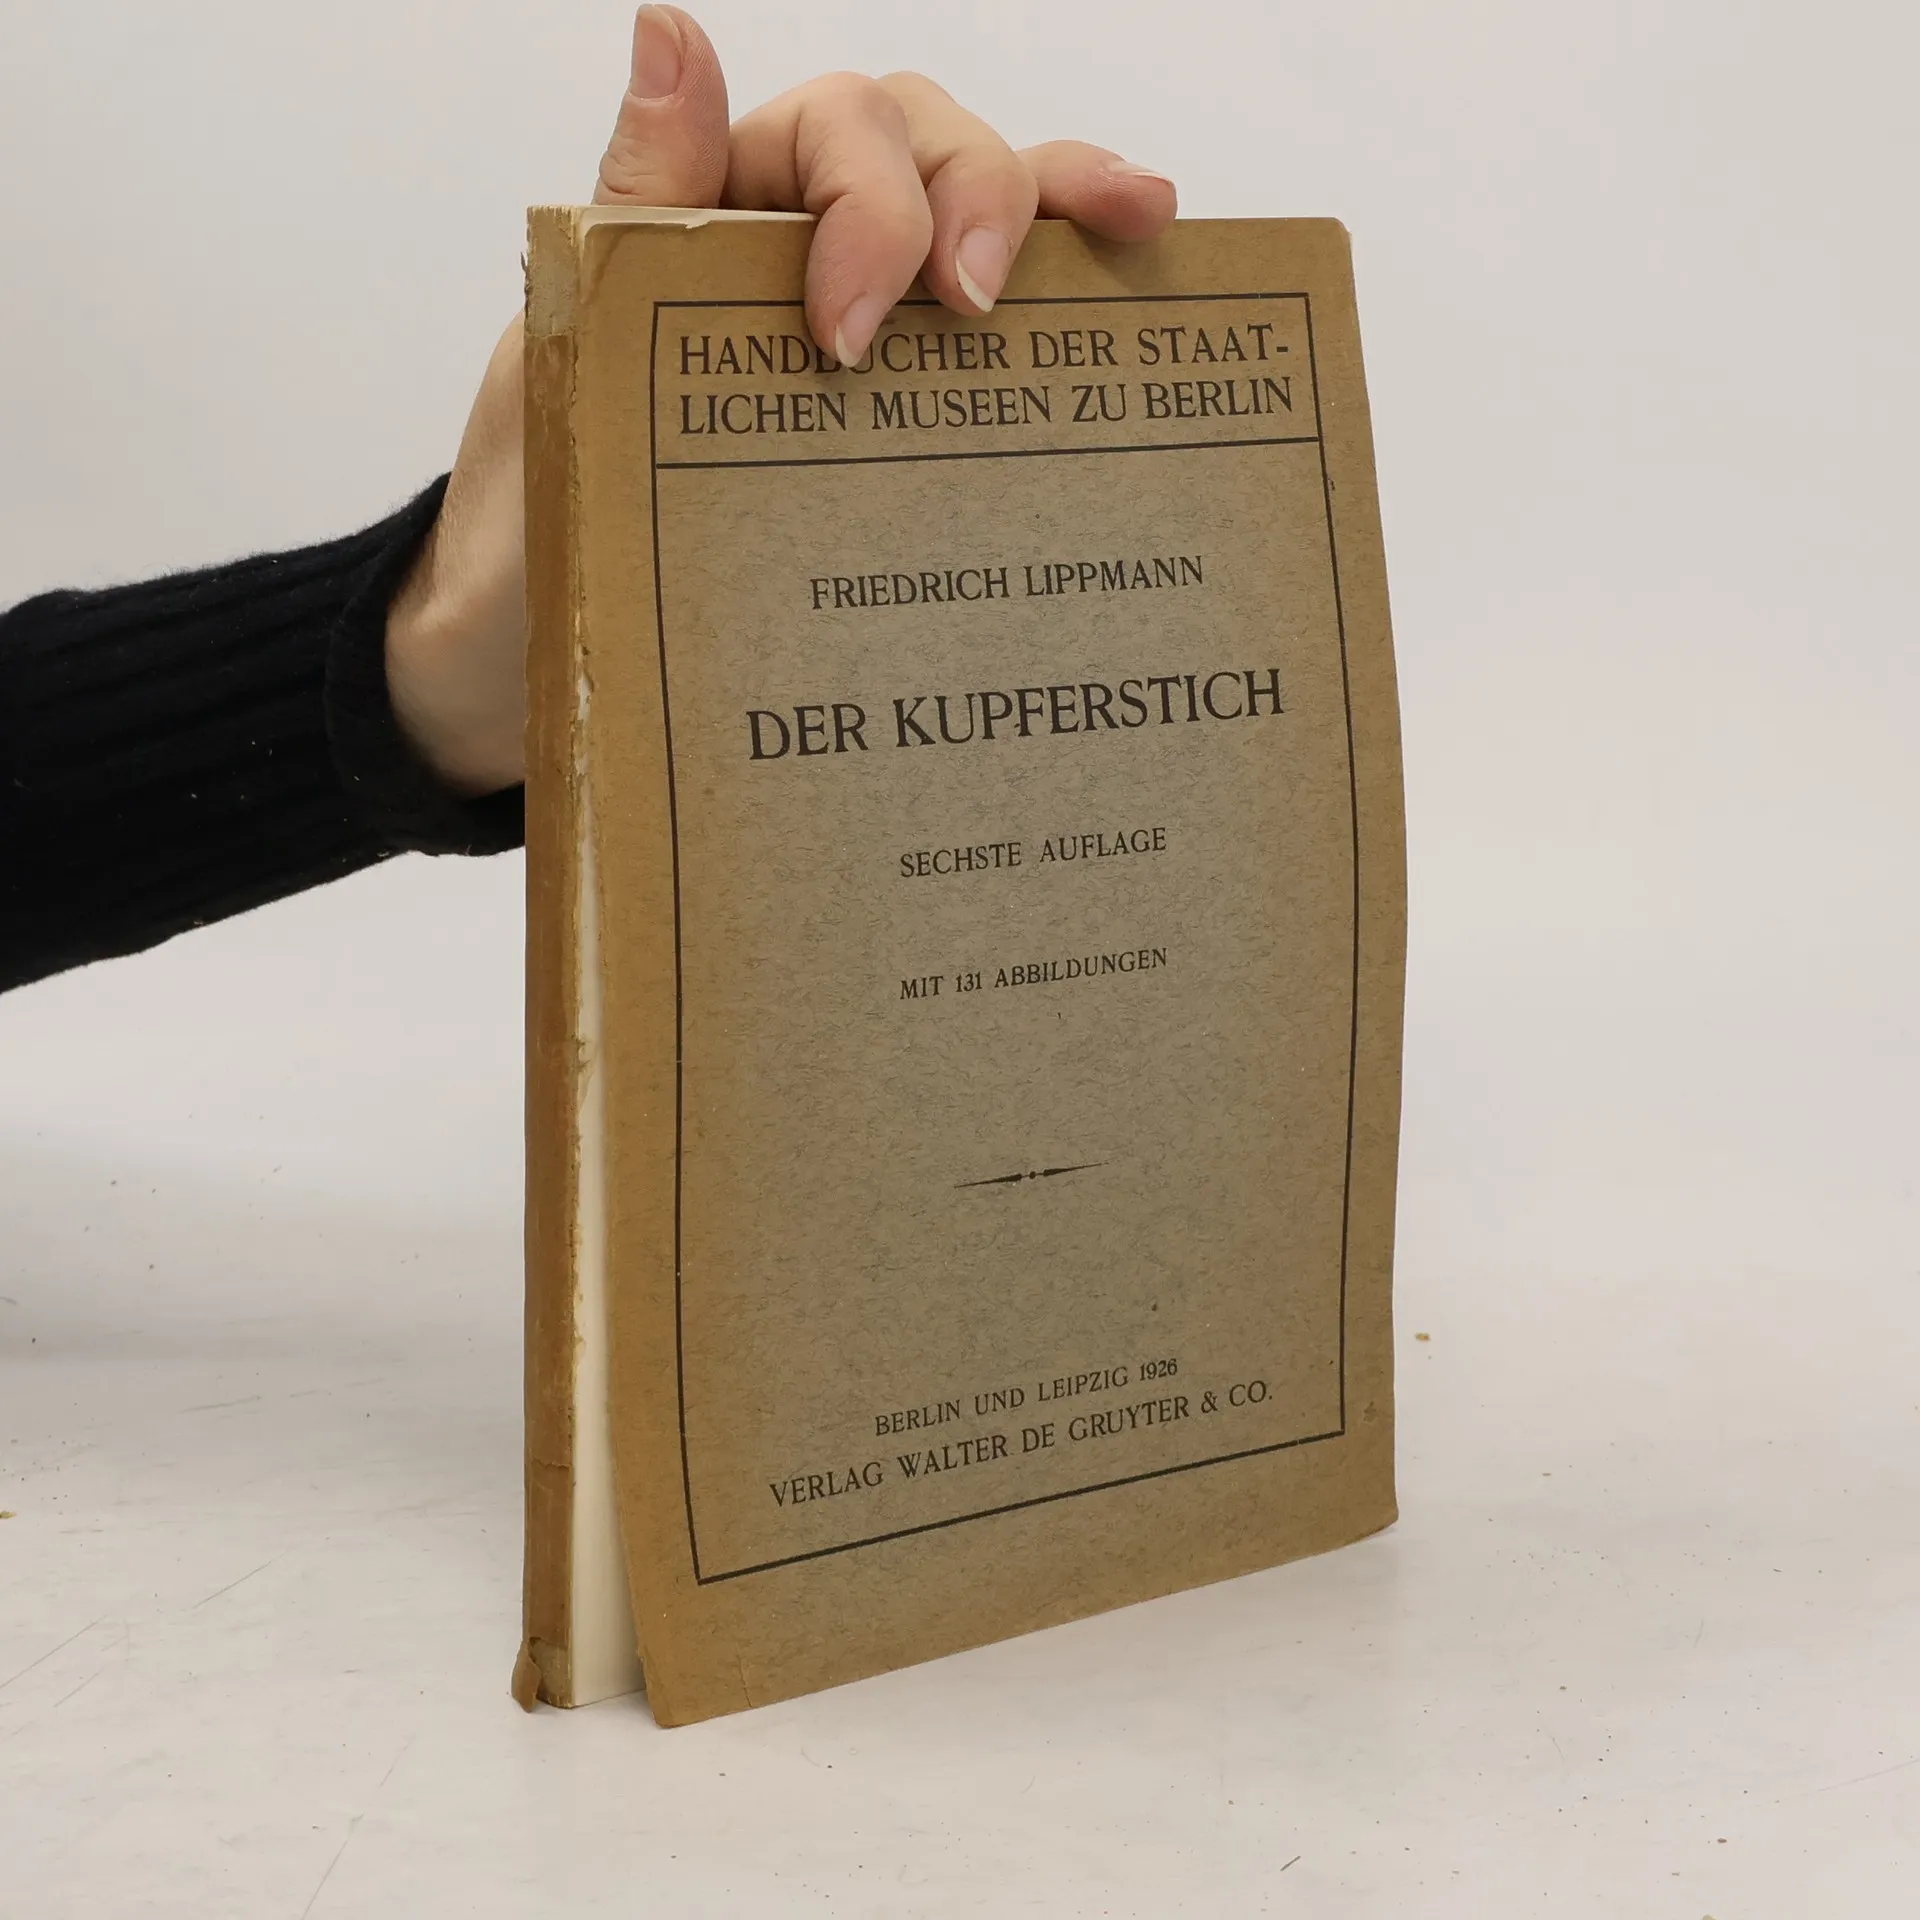 HANDBÜCHER DER STAAT-
LICHEN MUSEEN ZU BERLIN
FRIEDRICH LIPPMANN
DER KUPFERSTICH
SECHSTE AUFLAGE
MIT 131 ABBILDUNGEN
BERLIN UND LEIPZIG 1926
VERLAG WALTER DE GRUYTER & CO.